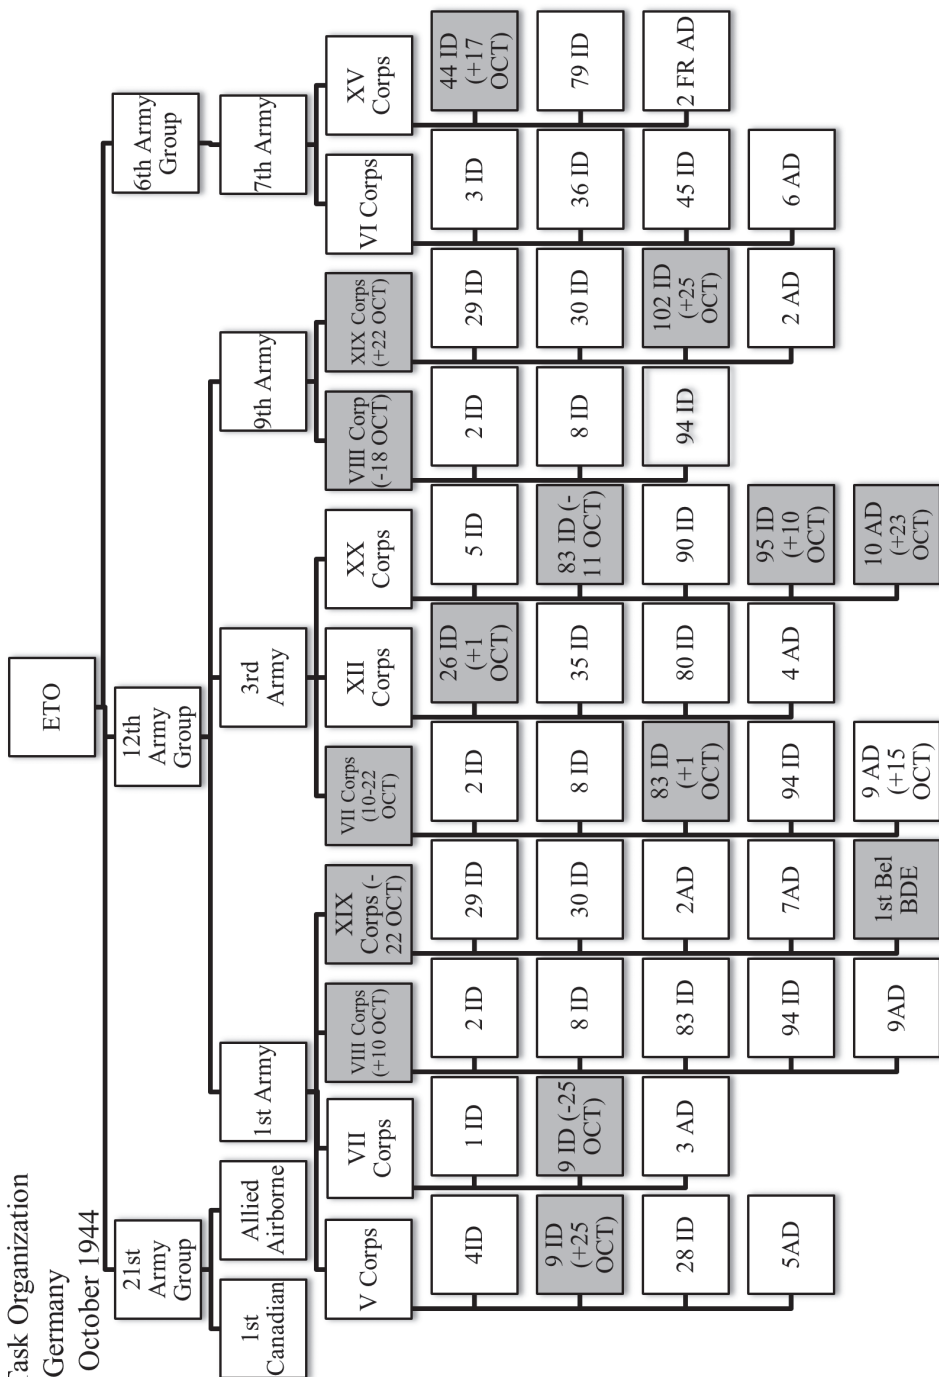 Task Organization
Germany
October 1944
ETO
21st
Army
Group
12th
Army
Group
6th Army
Group
1st
Canadian
Allied
Airborne
1st Army
3rd
Army
9th Army
7th Army
V Corps
VII
Corps
VIII Corps
(+10 OCT)
XIX
Corps (-
22 OCT)
VII Corps
(10-22
OCT)
XII
Corps
XX
Corps
VIII Corp
(-18 OCT)
XIX Corps
(+22 OCT)
VI Corps
XV
Corps
4ID
9 ID
(+25
OCT)
28 ID
5AD
1 ID
9 ID (-25
OCT)
3 AD
2 ID
8 ID
83 ID
94 ID
9AD
29 ID
30 ID
2AD
7AD
1st Bel
BDE
2 ID
8 ID
83 ID
(+1
OCT)
94 ID
9 AD
(+15
OCT)
26 ID
(+1
OCT)
35 ID
80 ID
4 AD
5 ID
83 ID (-
11 OCT)
90 ID
95 ID
(+10
OCT)
10 AD
(+23
OCT)
2 ID
8 ID
94 ID
29 ID
30 ID
102 ID
(+25
OCT)
2 AD
3 ID
36 ID
45 ID
6 AD
44 ID
(+17
OCT)
79 ID
2 FR AD